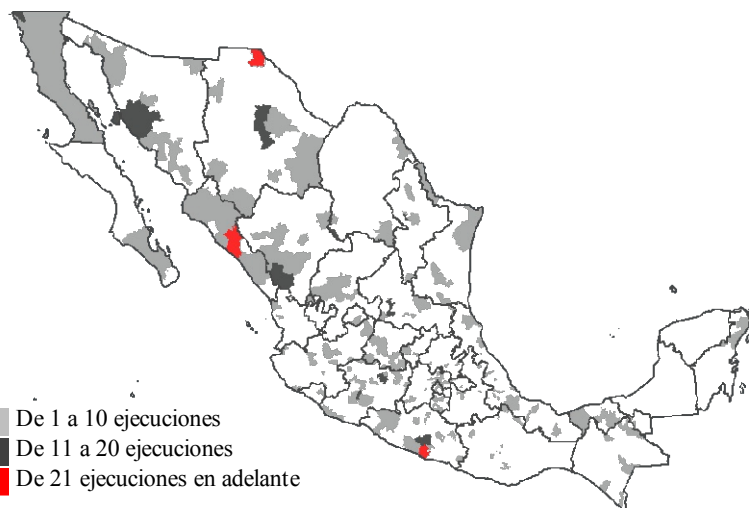 De 1 a 10 ejecuciones
De 11 a 20 ejecuciones
De 21 ejecuciones en adelante